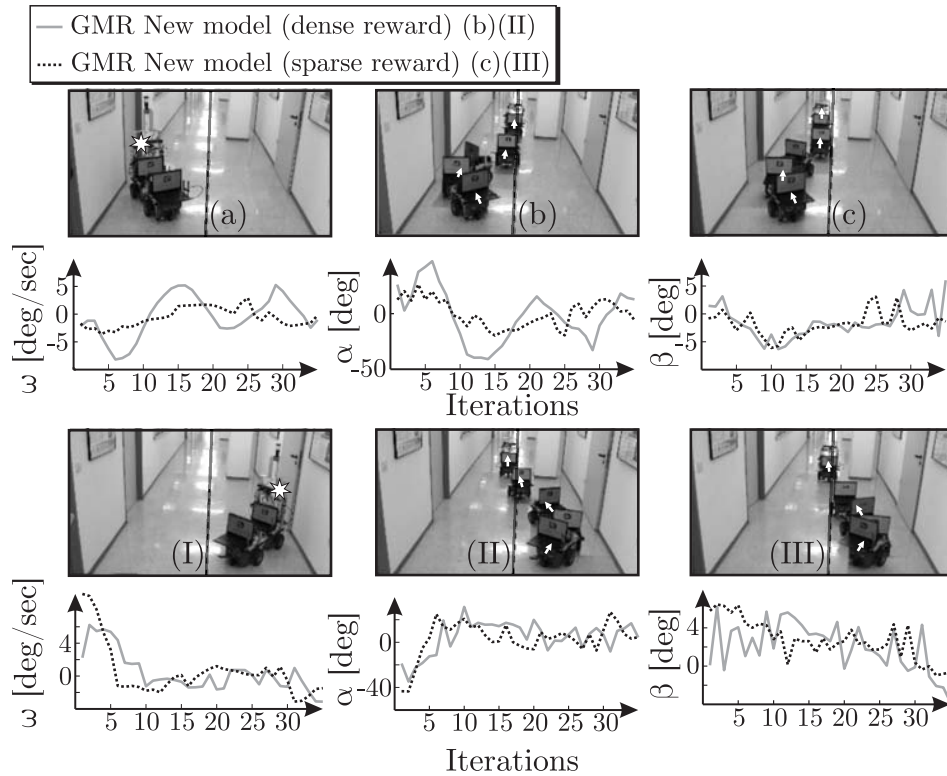 GMR New model (dense reward) (b)(II)
GMR New model (sparse reward) (c)(III)
(a)
(b)
(c)
ω [deg/sec]
5
0
-5
5 10 15 20 25 30
α [deg]
0
-50
5 10 15 20 25 30
β [deg]
5
0
-5
5 10 15 20 25 30
Iterations
(I)
(II)
(III)
ω [deg/sec]
4
0
5 10 15 20 25 30
α [deg]
0
-40
5 10 15 20 25 30
β [deg]
4
0
5 10 15 20 25 30
Iterations